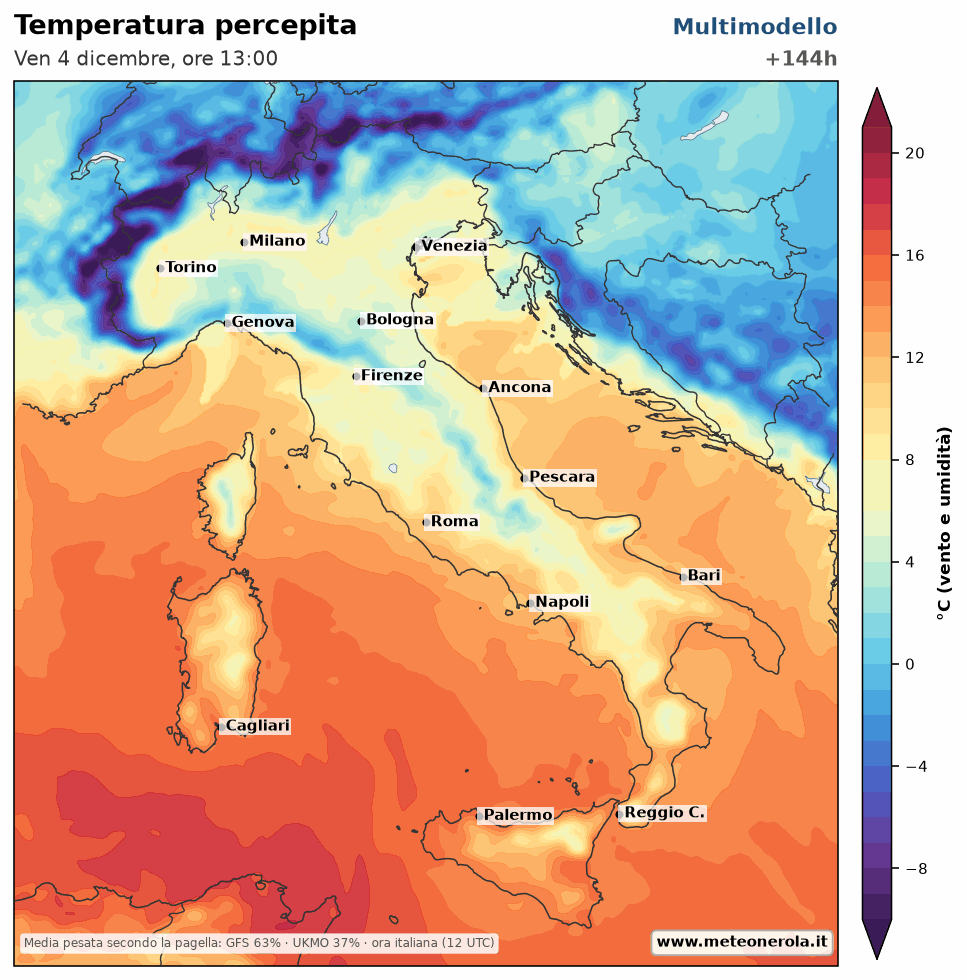 Temperatura percepita
Multimodello
Ven 4 dicembre, ore 13:00
+144h
Milano
Venezia
Torino
Genova
Bologna
Firenze
Ancona
Pescara
Roma
Bari
Napoli
Cagliari
Palermo
Reggio C.
20
16
12
8
4
0
−4
−8
°C (vento e umidità)
Media pesata secondo la pagella: GFS 63% · UKMO 37% · ora italiana (12 UTC)
www.meteonerola.it